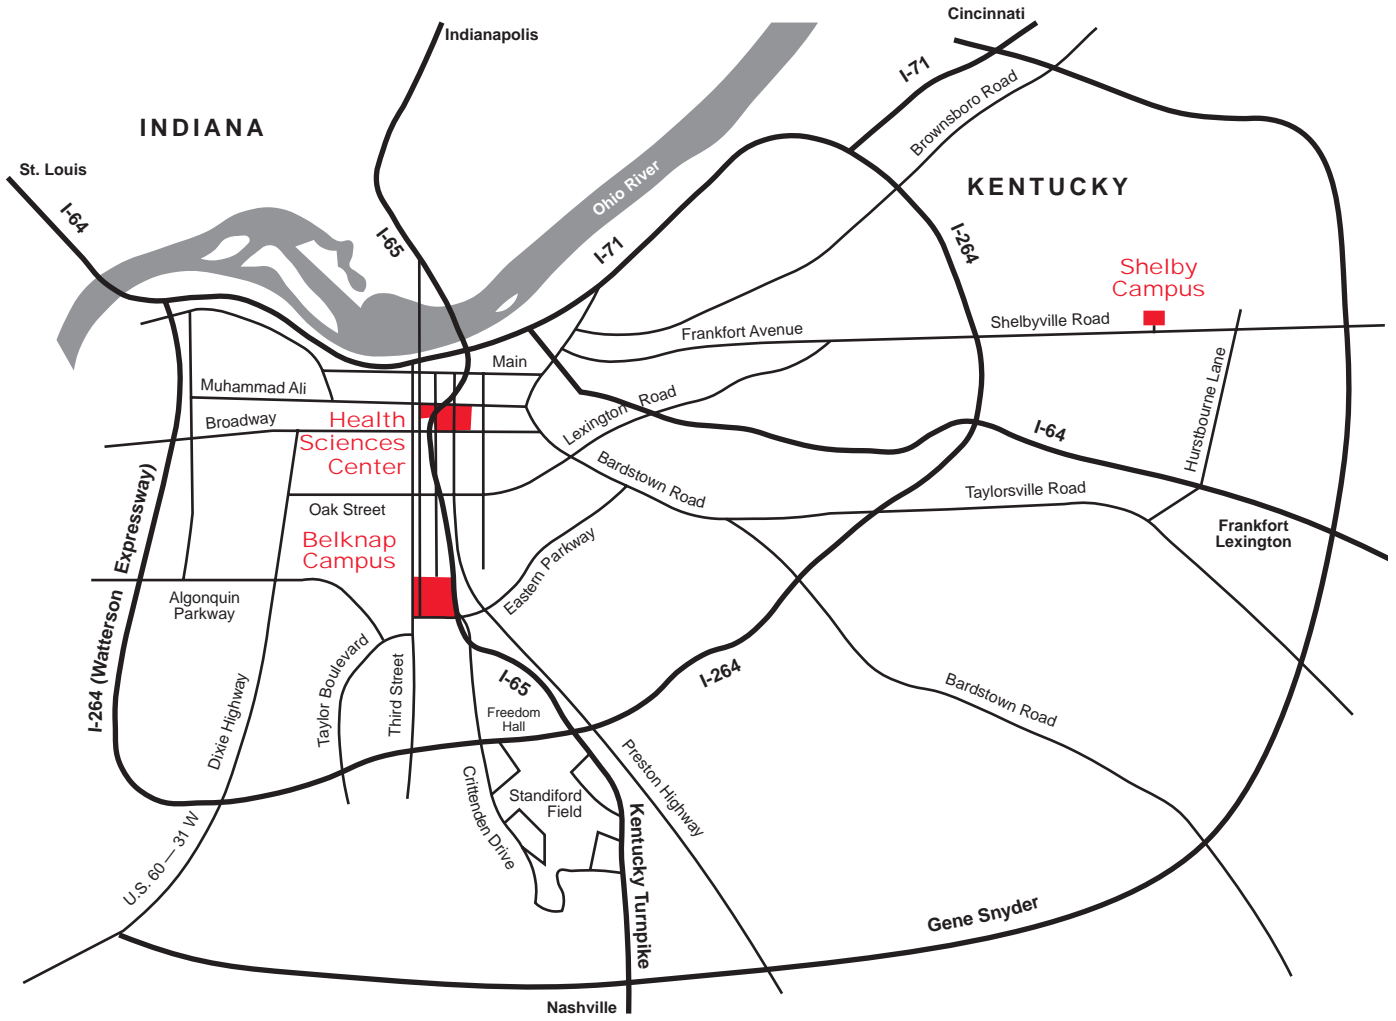 Cincinnati
Indianapolis
I-71
Brownsboro Road
INDIANA
St. Louis
KENTUCKY
Ohio River
I-64
I-65
I-71
I-264
Shelby
Campus
Shelbyville Road
Frankfort Avenue
Main
Hurstbourne Lane
Muhammad Ali
Lexington Road
Broadway
Health
Sciences
Center
I-64
Bardstown Road
Taylorsville Road
Oak Street
Frankfort
Lexington
Belknap
Campus
Eastern Parkway
I-264 (Watterson Expressway)
Algonquin
Parkway
Taylor Boulevard
Third Street
I-65
I-264
Bardstown Road
Dixie Highway
Freedom
Hall
Preston Highway
Crittenden Drive
Standiford
Field
Kentucky Turnpike
U.S. 60 — 31 W
Gene Snyder
Nashville